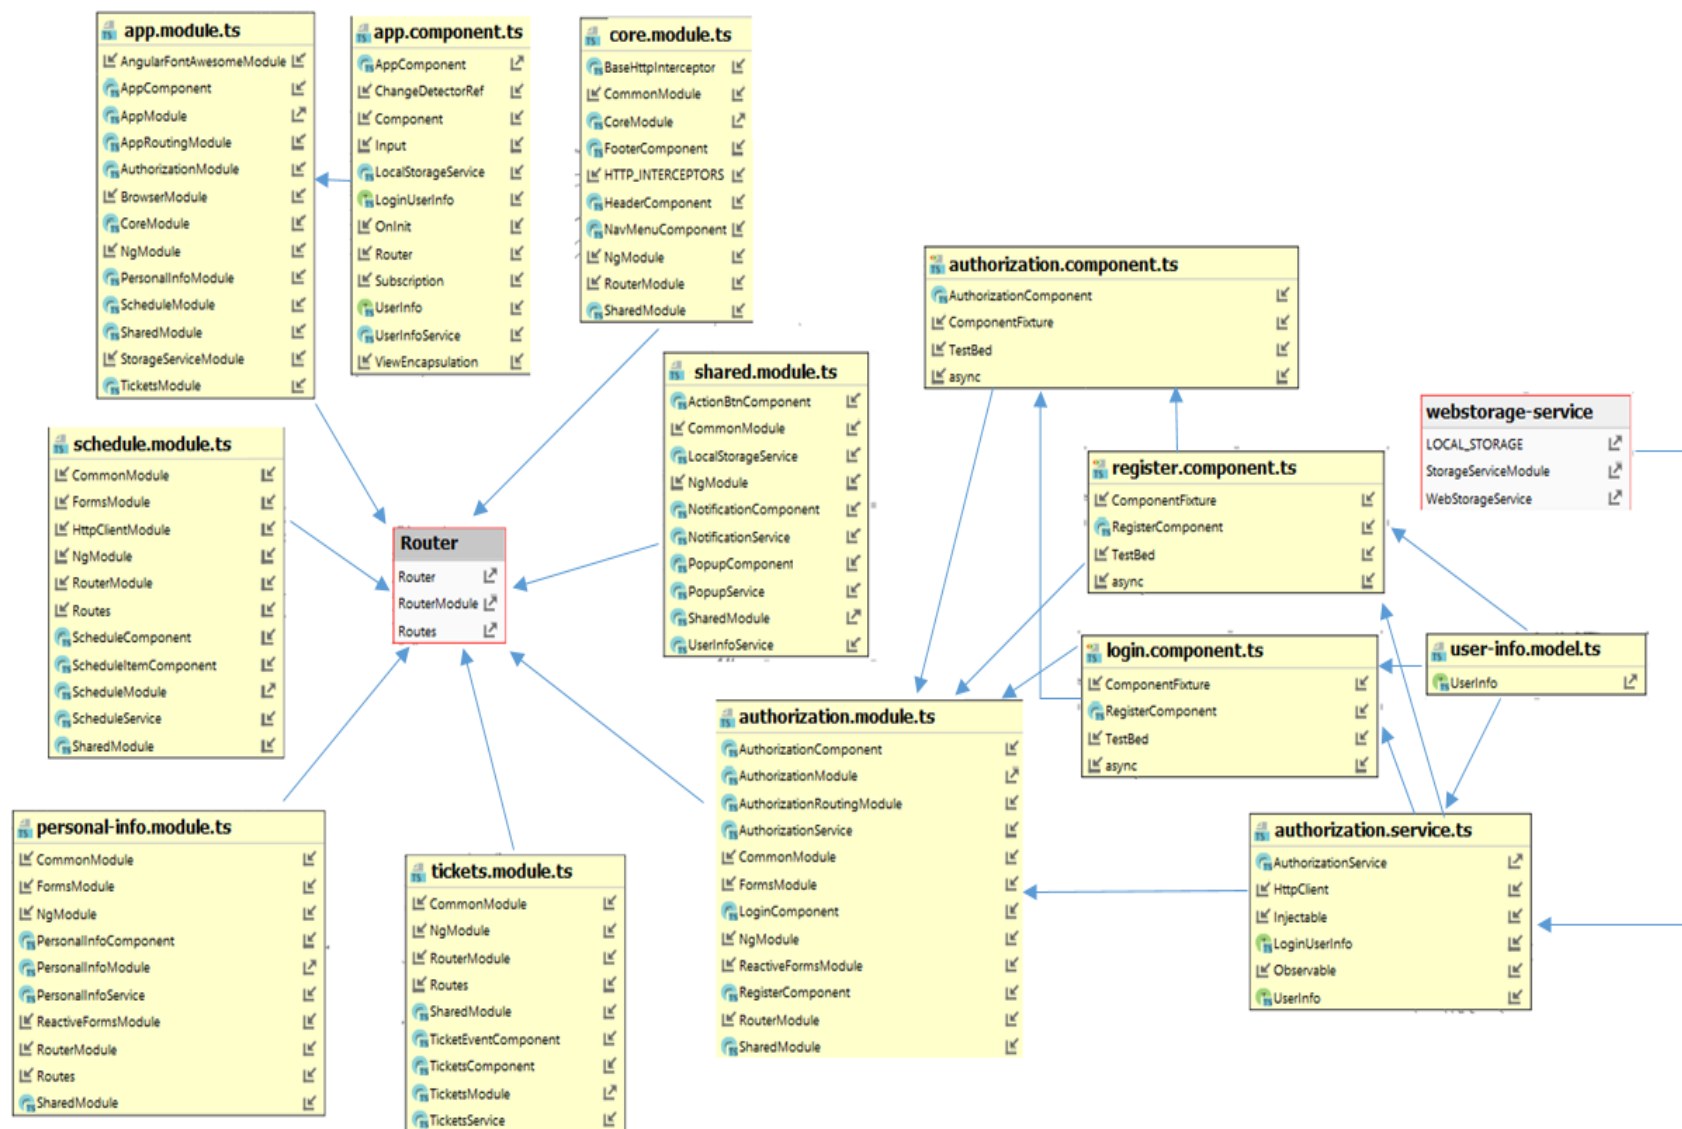 app.module.ts
AngularFontAwesomeModule
AppComponent
AppModule
AppRoutingModule
AuthorizationModule
BrowserModule
CoreModule
NgModule
PersonalInfoModule
ScheduleModule
SharedModule
StorageServiceModule
TicketsModule
app.component.ts
AppComponent
ChangeDetectorRef
Component
Input
LocalStorageService
LoginUserInfo
OnInit
Router
Subscription
UserInfo
UserInfoService
ViewEncapsulation
core.module.ts
BaseHttpInterceptor
CommonModule
CoreModule
FooterComponent
HTTP_INTERCEPTORS
HeaderComponent
NavMenuComponent
NgModule
RouterModule
SharedModule
schedule.module.ts
CommonModule
FormsModule
HttpClientModule
NgModule
RouterModule
Routes
ScheduleComponent
ScheduleItemComponent
ScheduleModule
ScheduleService
SharedModule
Router
Router
RouterModule
Routes
shared.module.ts
ActionBtnComponent
CommonModule
LocalStorageService
NgModule
NotificationComponent
NotificationService
PopupComponent
PopupService
SharedModule
UserInfoService
authorization.component.ts
AuthorizationComponent
ComponentFixture
TestBed
async
register.component.ts
ComponentFixture
RegisterComponent
TestBed
async
webstorage-service
LOCAL_STORAGE
StorageServiceModule
WebStorageService
login.component.ts
ComponentFixture
RegisterComponent
TestBed
async
user-info.model.ts
UserInfo
authorization.module.ts
AuthorizationComponent
AuthorizationModule
AuthorizationRoutingModule
AuthorizationService
CommonModule
FormsModule
LoginComponent
NgModule
ReactiveFormsModule
RegisterComponent
RouterModule
SharedModule
authorization.service.ts
AuthorizationService
HttpClient
Injectable
LoginUserInfo
Observable
UserInfo
personal-info.module.ts
CommonModule
FormsModule
NgModule
PersonalInfoComponent
PersonalInfoModule
PersonalInfoService
ReactiveFormsModule
RouterModule
Routes
SharedModule
tickets.module.ts
CommonModule
NgModule
RouterModule
Routes
SharedModule
TicketEventComponent
TicketsComponent
TicketsModule
TicketsService